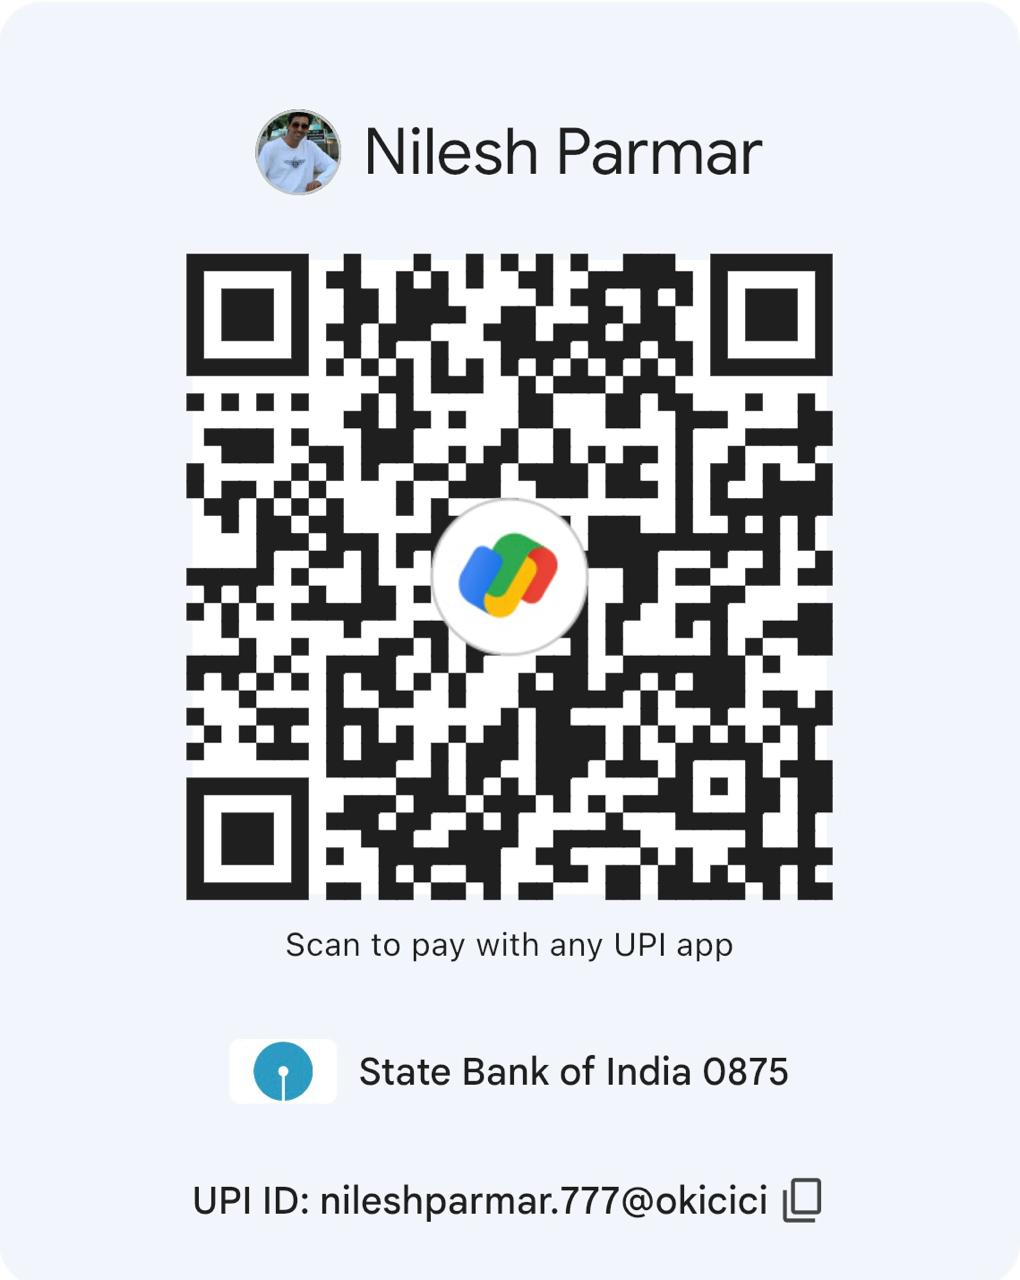 Nilesh Parmar
Scan to pay with any UPI app
State Bank of India 0875
UPI ID: nileshparmar.777@okicici